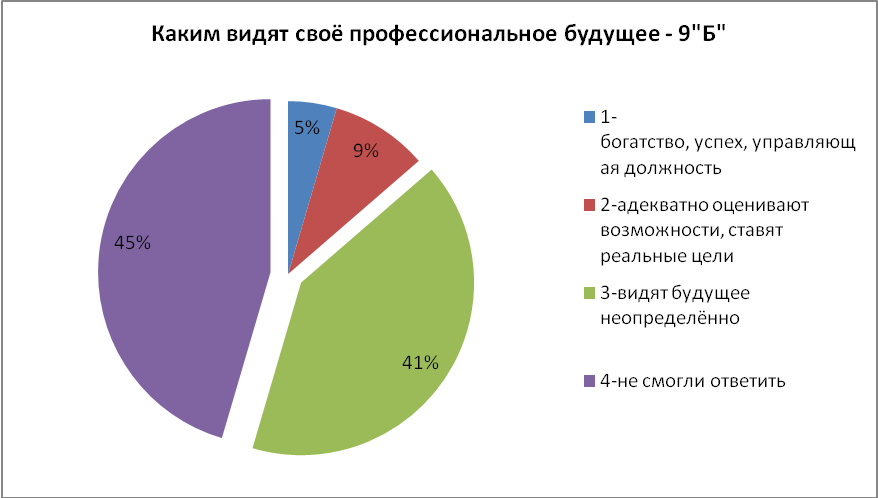 Каким видят своё профессиональное будущее - 9"Б"
5%
9%
45%
41%
1-
богатство, успех, управляющ
ая должность
2-адекватно оценивают
возможности, ставят
реальные цели
3-видят будущее
неопределённо
4-не смогли ответить